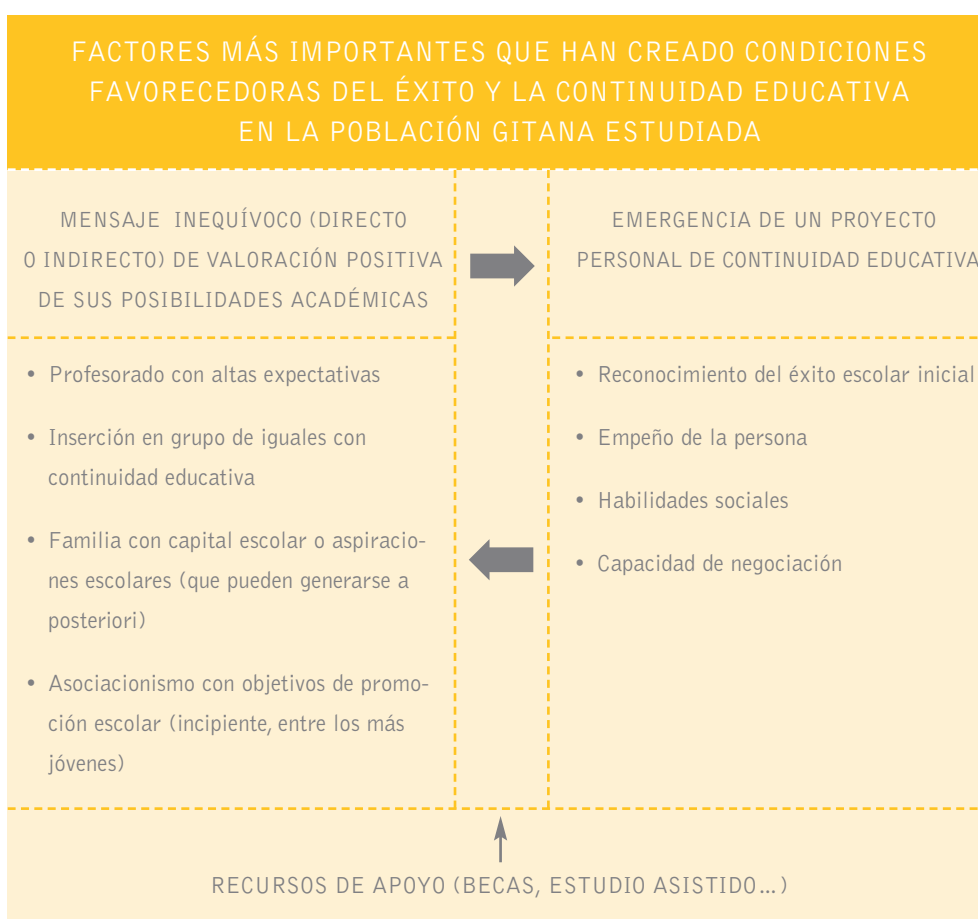 FACTORES MÁS IMPORTANTES QUE HAN CREADO CONDICIONES
FAVORECEDORAS DEL ÉXITO Y LA CONTINUIDAD EDUCATIVA
EN LA POBLACIÓN GITANA ESTUDIADA
MENSAJE INEQUÍVOCO (DIRECTO
O INDIRECTO) DE VALORACIÓN POSITIVA
DE SUS POSIBILIDADES ACADÉMICAS
EMERGENCIA DE UN PROYECTO
PERSONAL DE CONTINUIDAD EDUCATIVA
• Profesorado con altas expectativas
• Inserción en grupo de iguales con
continuidad educativa
• Familia con capital escolar o aspiracio-
nes escolares (que pueden generarse a
posteriori)
• Asociacionismo con objetivos de promo-
ción escolar (incipiente, entre los más
jóvenes)
• Reconocimiento del éxito escolar inicial
• Empeño de la persona
• Habilidades sociales
• Capacidad de negociación
RECURSOS DE APOYO (BECAS, ESTUDIO ASISTIDO...)